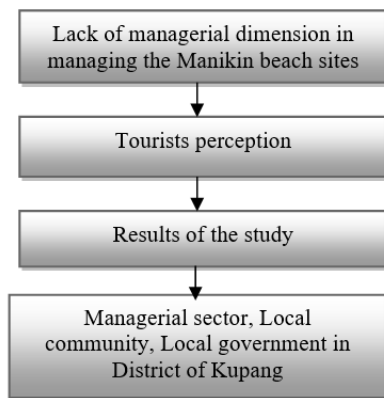 Lack of managerial dimension in
managing the Manikin beach sites
Tourists perception
Results of the study
Managerial sector, Local
community, Local government in
District of Kupang